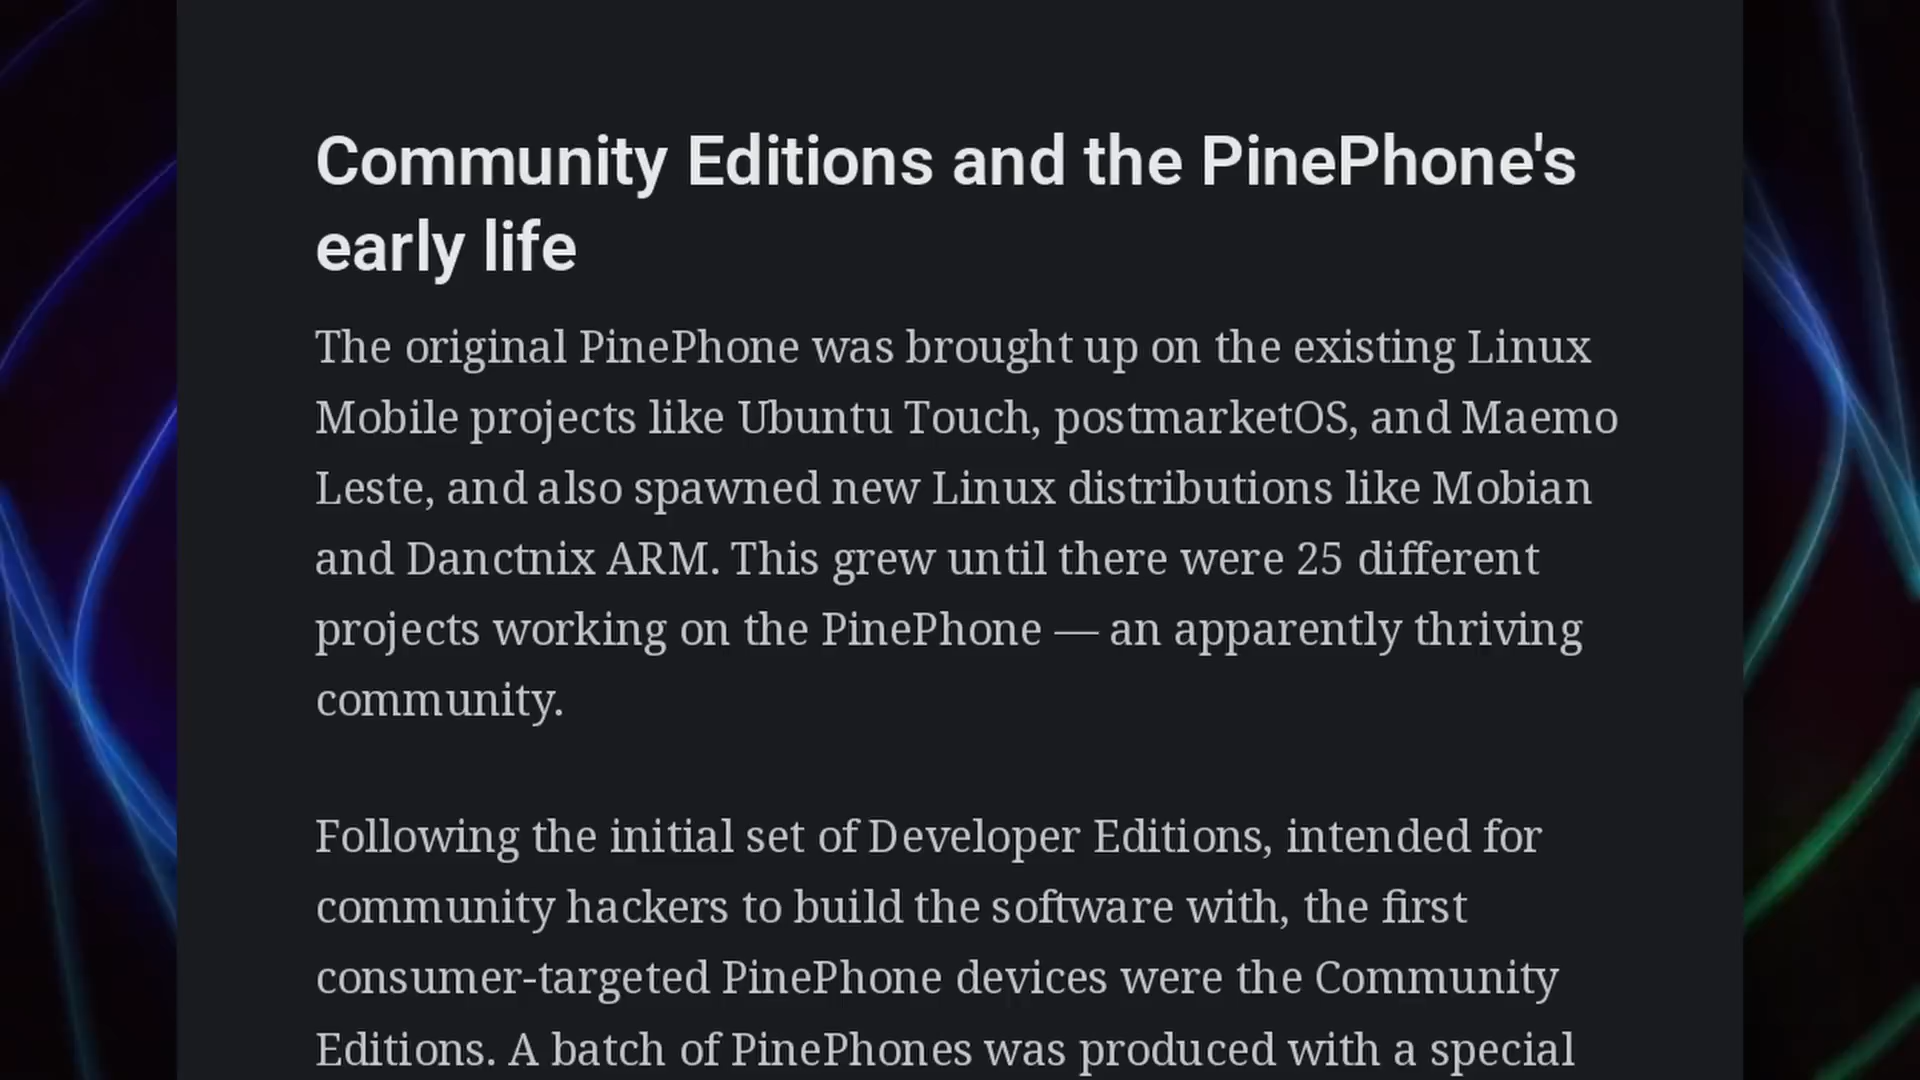 Community Editions and the PinePhone's
early life
The original PinePhone was brought up on the existing Linux
Mobile projects like Ubuntu Touch, postmarketOS, and Maemo
Leste, and also spawned new Linux distributions like Mobian
and Danctnix ARM. This grew until there were 25 different
projects working on the PinePhone — an apparently thriving
community.
Following the initial set of Developer Editions, intended for
community hackers to build the software with, the first
consumer-targeted PinePhone devices were the Community
Editions. A batch of PinePhones was produced with a special